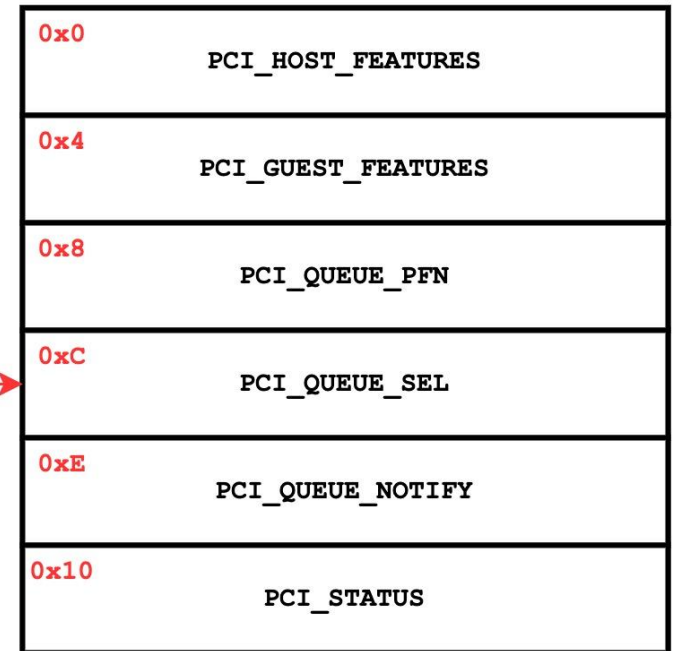 0x0
PCI_HOST_FEATURES
0x4
PCI_GUEST_FEATURES
0x8
PCI_QUEUE_PFN
0xC
PCI_QUEUE_SEL
0xE
PCI_QUEUE_NOTIFY
0x10
PCI_STATUS